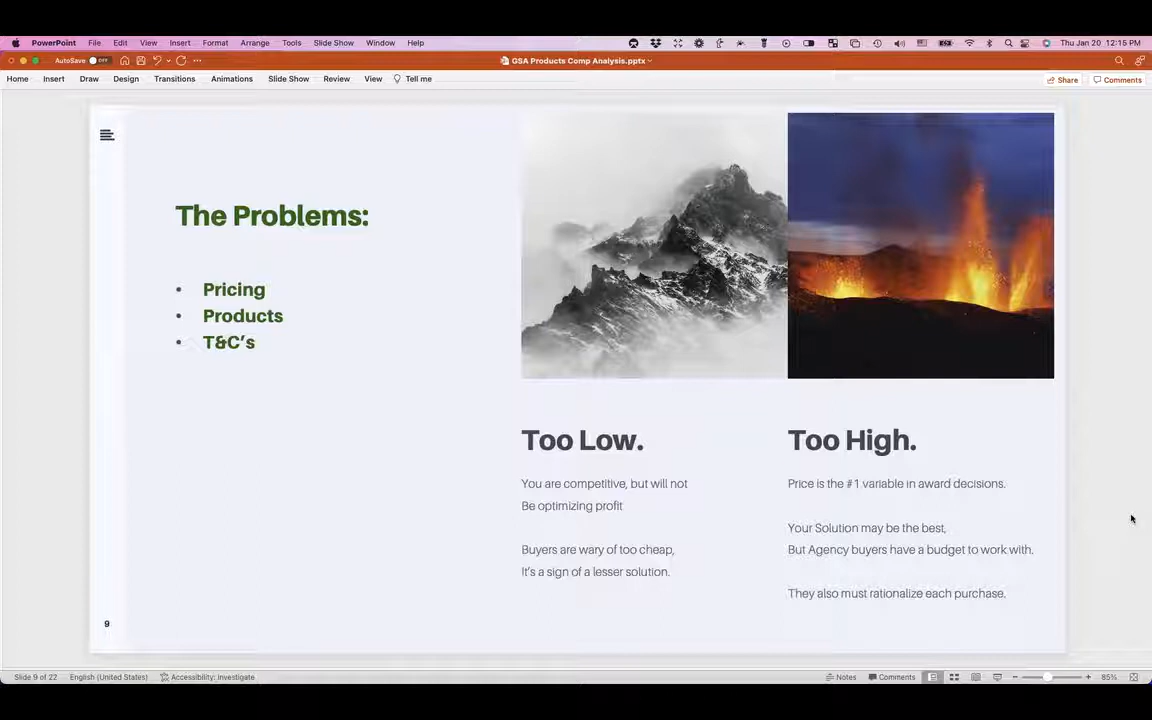 PowerPoint File Edit View Insert Format Arrange Tools Slide Show Window Help
Thu Jan 20 12:15 PM
AutoSave OFF
GSA Products Comp Analysis.pptx
Home Insert Draw Design Transitions Animations Slide Show Review View Tell me
Share Comments
The Problems:
• Pricing
• Products
• T&C’s
Too Low.
You are competitive, but will not
Be optimizing profit
Buyers are wary of too cheap,
It’s a sign of a lesser solution.
Too High.
Price is the #1 variable in award decisions.
Your Solution may be the best,
But Agency buyers have a budget to work with.
They also must rationalize each purchase.
9
Slide 9 of 22 English (United States) Accessibility: Investigate
Notes Comments 85%